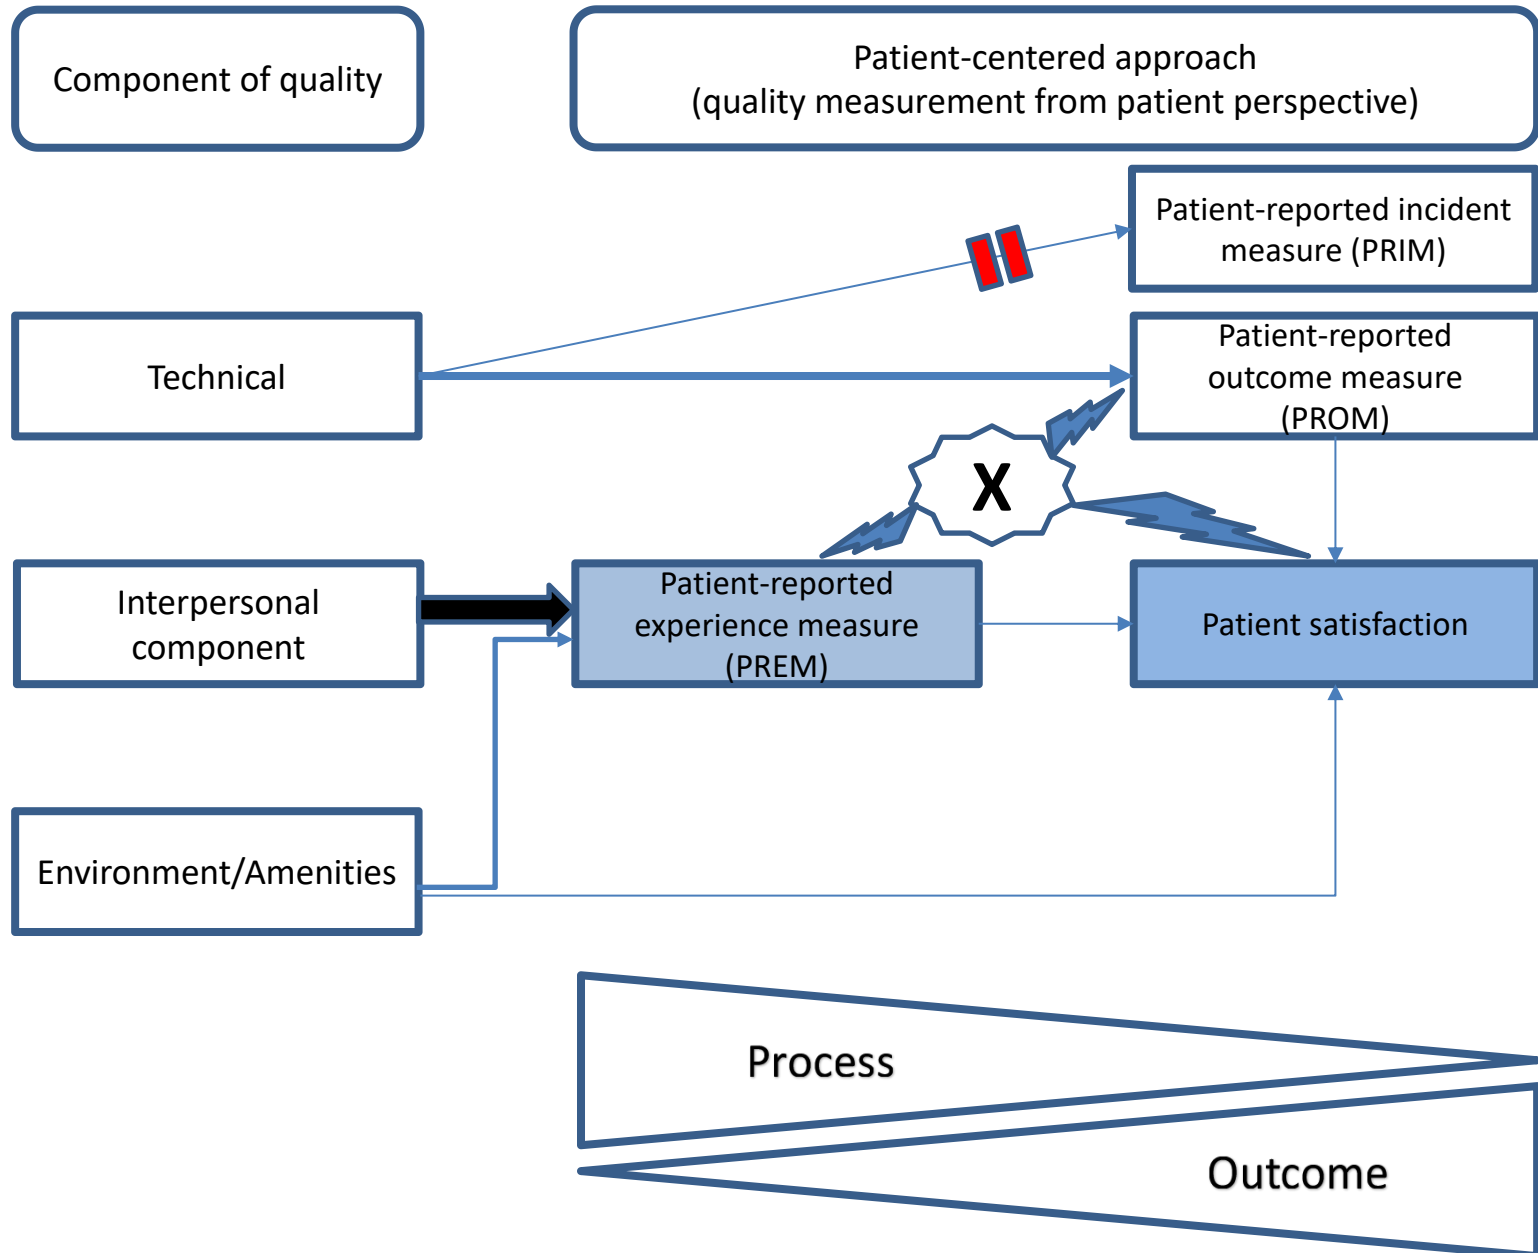 Component of quality
Patient-centered approach
(quality measurement from patient perspective)
Patient-reported incident
measure (PRIM)
Technical
Patient-reported
outcome measure
(PROM)
X
Interpersonal
component
Patient-reported
experience measure
(PREM)
Patient satisfaction
Environment/Amenities
Process
Outcome